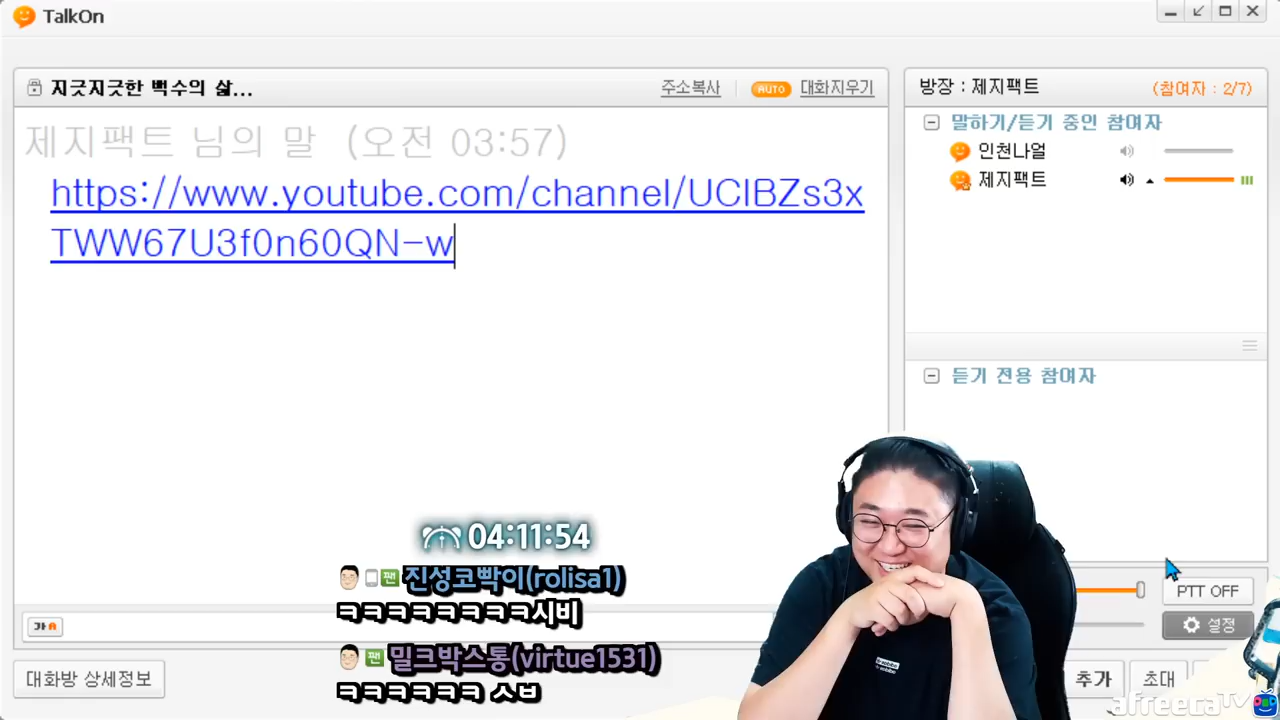 TalkOn
지긋지긋한 백수의 삶...
주소복사
AUTO 대화지우기
방장 : 제지팩트
(참여자 : 2/7)
제지팩트 님의 말 (오전 03:57)
https://www.youtube.com/channel/UClBZs3x
TWW67U3f0n60QN-w
말하기/듣기 중인 참여자
인천나얼
제지팩트
듣기 전용 참여자
04:11:54
팬 진성코빡이(rolisa1)
ㅋㅋㅋㅋㅋㅋㅋㅋ시비
팬 밀크박스통(virtue1531)
ㅋㅋㅋㅋㅋㅋ ㅅㅂ
PTT OFF
설정
가A
대화방 상세정보
추가
초대
afreecaTV